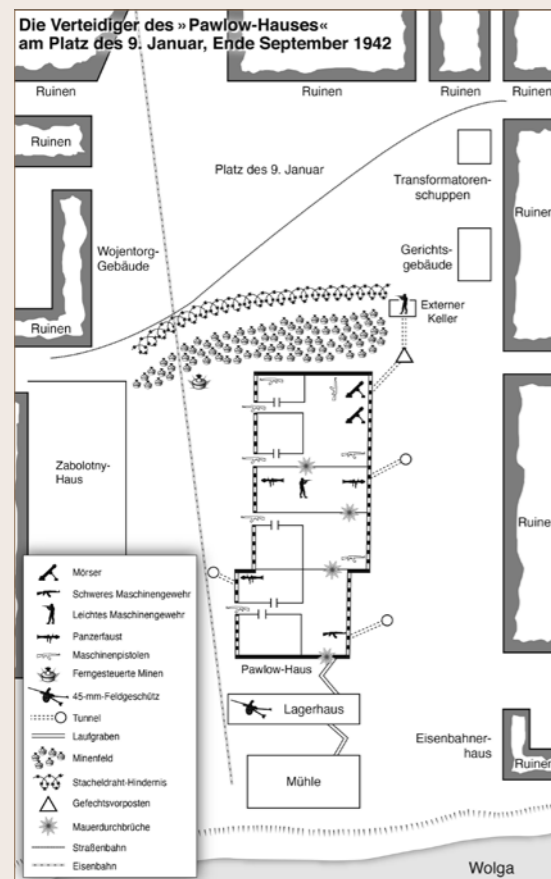 Die Verteidiger des »Pawlow-Hauses«
am Platz des 9. Januar, Ende September 1942
Ruinen
Ruinen
Ruinen
Ruinen
Ruinen
Platz des 9. Januar
Transformatoren-
schuppen
Ruinen
Wojentorg-
Gebäude
Gerichts-
gebäude
Ruinen
Externer
Keller
Zabolotny-
Haus
Ruinen
Mörser
Schweres Maschinengewehr
Leichtes Maschinengewehr
Panzerfaust
Maschinenpistolen
Ferngesteuerte Minen
45-mm-Feldgeschütz
Tunnel
Laufgraben
Minenfeld
Stacheldraht-Hindernis
Gefechtsvorposten
Mauerdurchbrüche
Straßenbahn
Eisenbahn
Pawlow-Haus
Lagerhaus
Mühle
Eisenbahner-
haus
Ruinen
Wolga